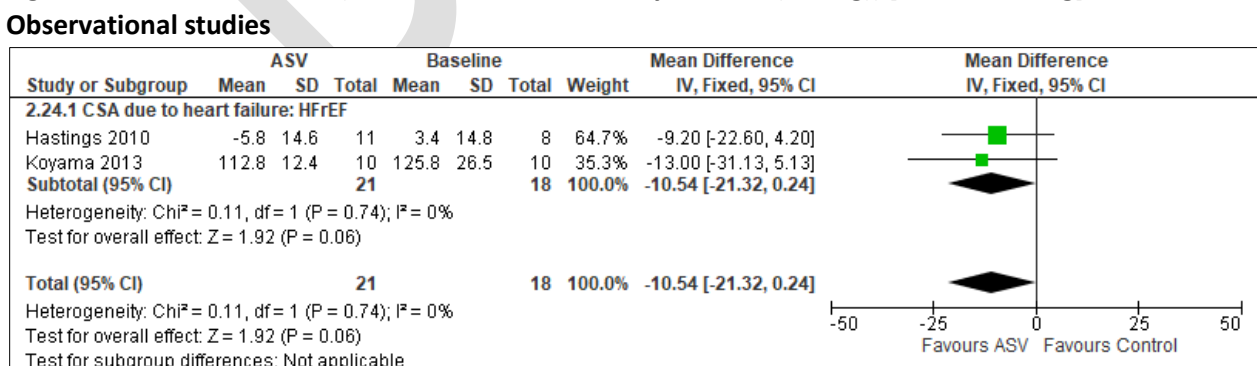 Observational studies
ASV Baseline Mean Difference Mean Difference
Study or Subgroup Mean SD Total Mean SD Total Weight IV, Fixed, 95% CI IV, Fixed, 95% CI
2.24.1 CSA due to heart failure: HFrEF
Hastings 2010 -5.8 14.6 11 3.4 14.8 8 64.7% -9.20 [-22.60, 4.20]
Koyama 2013 112.8 12.4 10 125.8 26.5 10 35.3% -13.00 [-31.13, 5.13]
Subtotal (95% CI) 21 18 100.0% -10.54 [-21.32, 0.24]
Heterogeneity: Chi² = 0.11, df = 1 (P = 0.74); I² = 0%
Test for overall effect: Z = 1.92 (P = 0.06)
Total (95% CI) 21 18 100.0% -10.54 [-21.32, 0.24]
Heterogeneity: Chi² = 0.11, df = 1 (P = 0.74); I² = 0%
Test for overall effect: Z = 1.92 (P = 0.06)
Test for subgroup differences: Not applicable
-50 -25 0 25 50
Favours ASV Favours Control